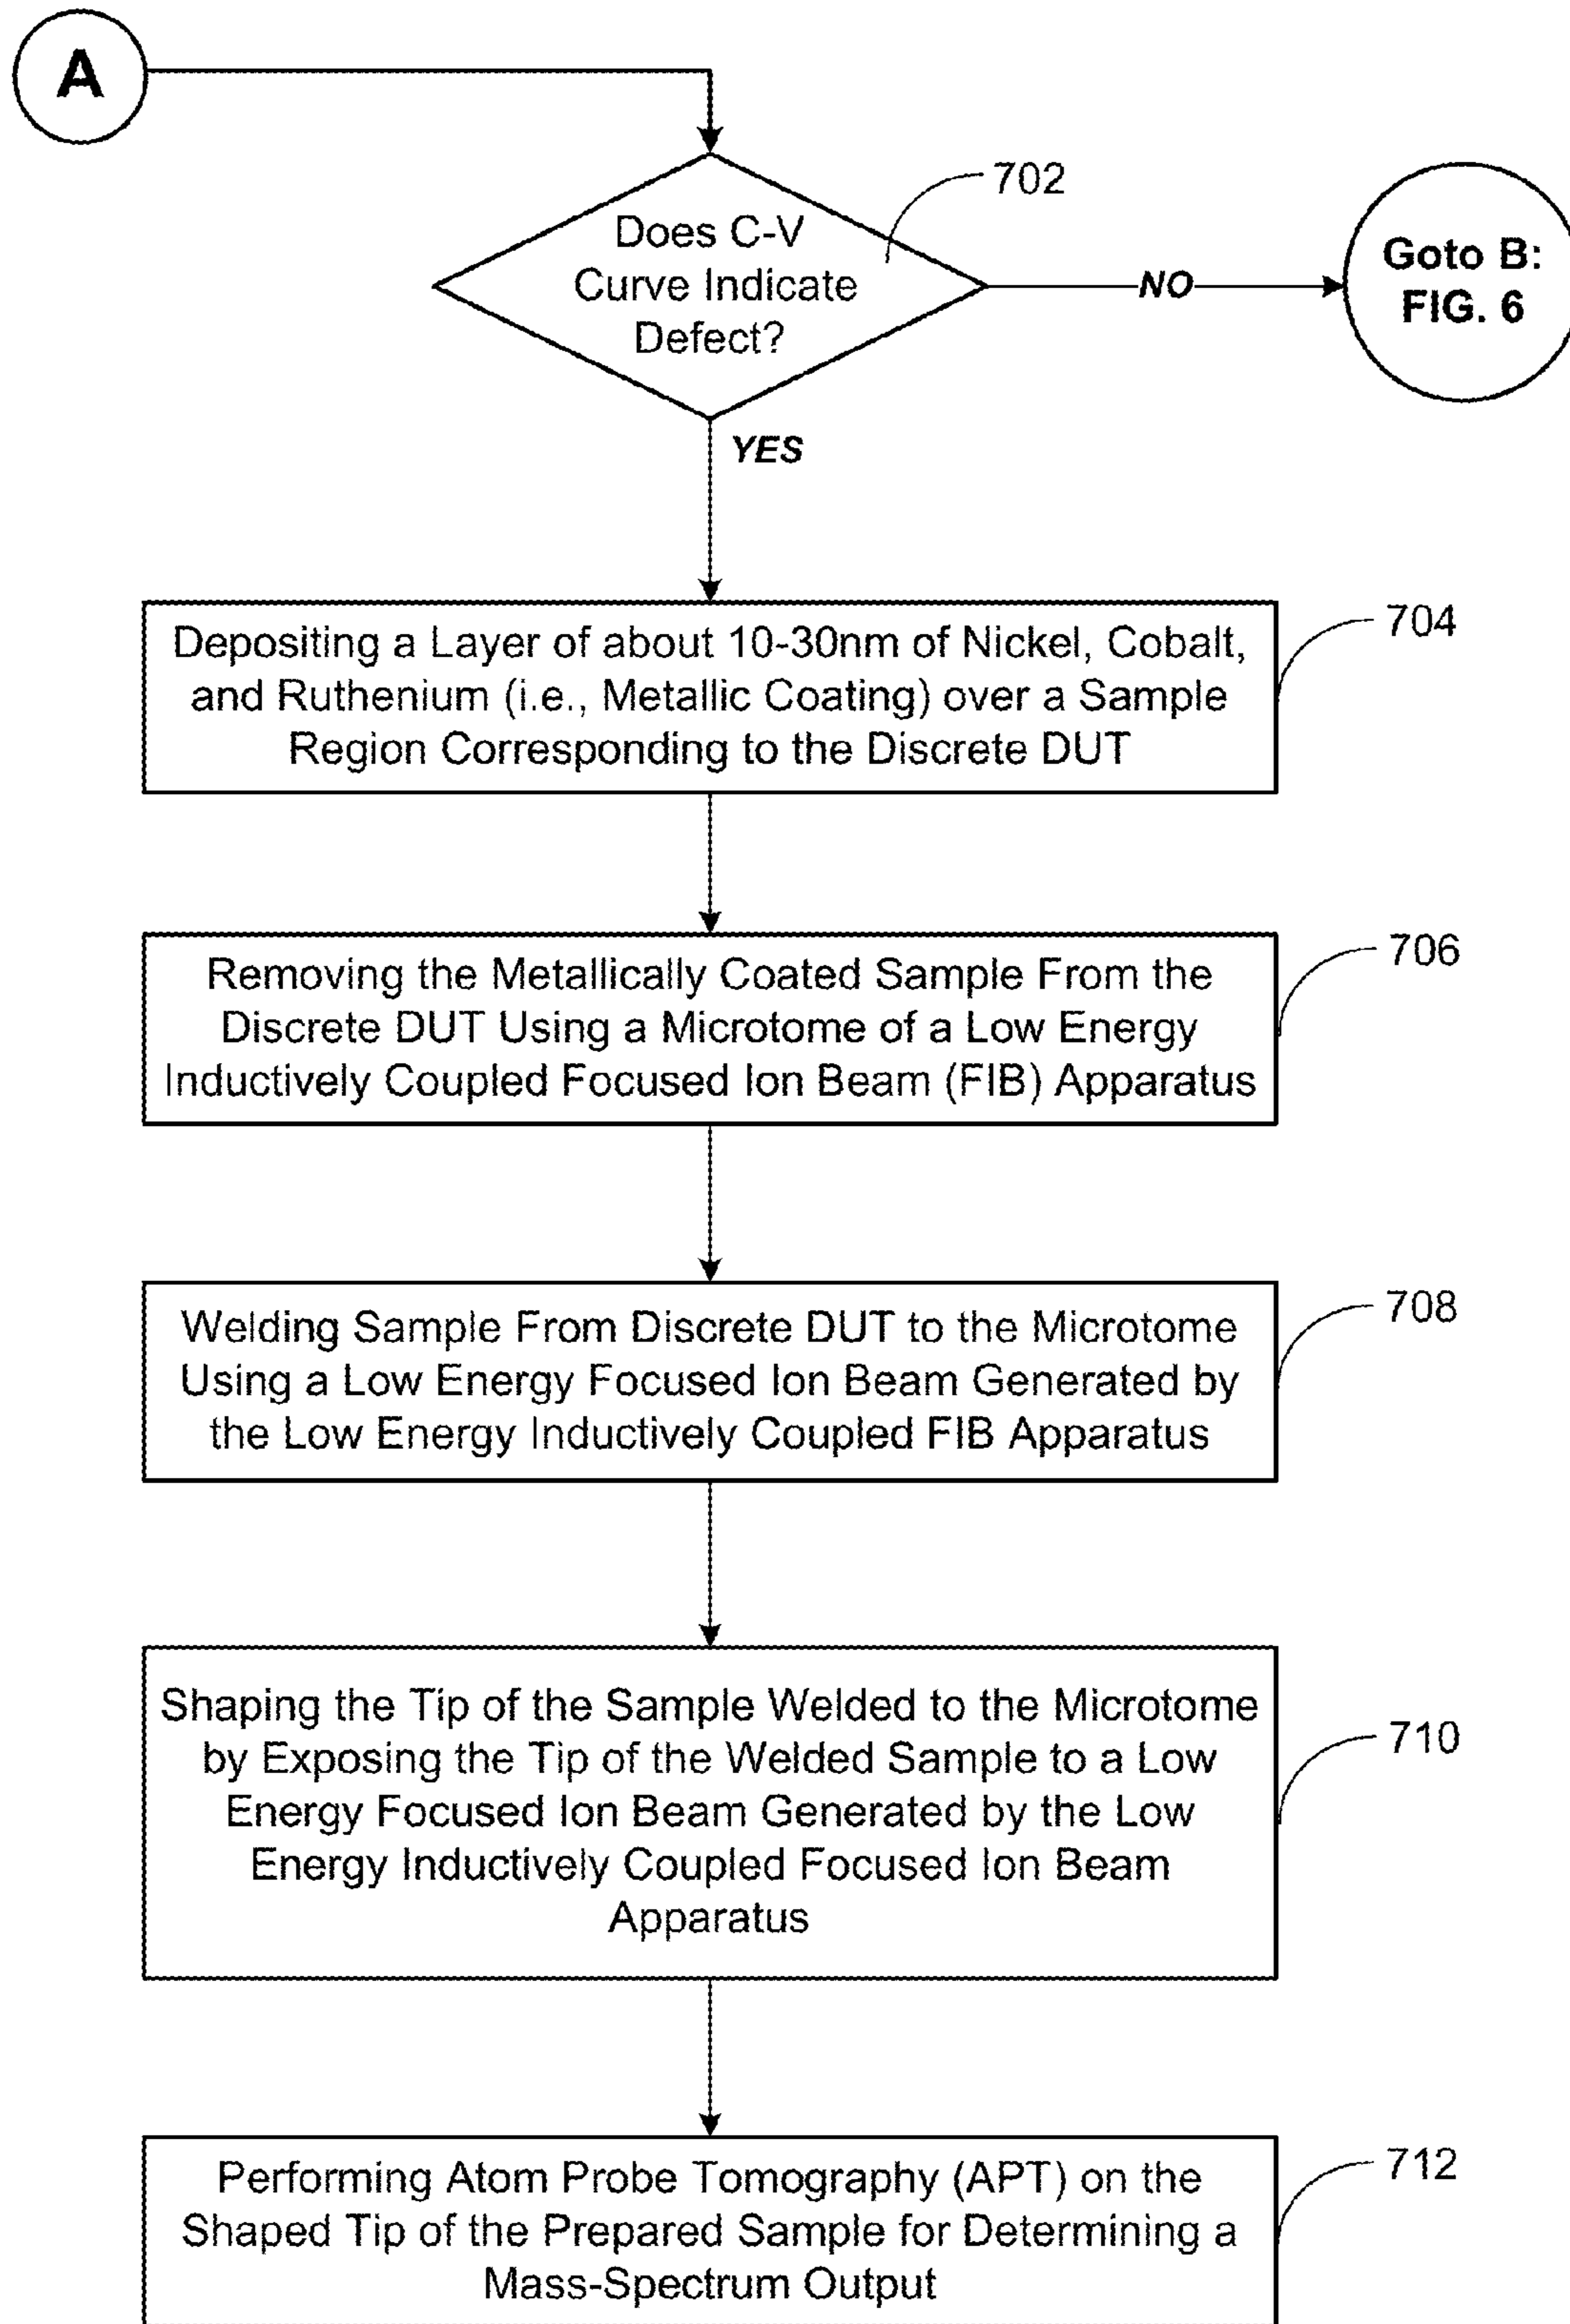 A
702
Does C-V
Curve Indicate
Defect?
NO
Goto B:
FIG. 6
YES
704
Depositing a Layer of about 10-30nm of Nickel, Cobalt,
and Ruthenium (i.e., Metallic Coating) over a Sample
Region Corresponding to the Discrete DUT
706
Removing the Metallically Coated Sample From the
Discrete DUT Using a Microtome of a Low Energy
Inductively Coupled Focused Ion Beam (FIB) Apparatus
708
Welding Sample From Discrete DUT to the Microtome
Using a Low Energy Focused Ion Beam Generated by
the Low Energy Inductively Coupled FIB Apparatus
710
Shaping the Tip of the Sample Welded to the Microtome
by Exposing the Tip of the Welded Sample to a Low
Energy Focused Ion Beam Generated by the Low
Energy Inductively Coupled Focused Ion Beam
Apparatus
712
Performing Atom Probe Tomography (APT) on the
Shaped Tip of the Prepared Sample for Determining a
Mass-Spectrum Output